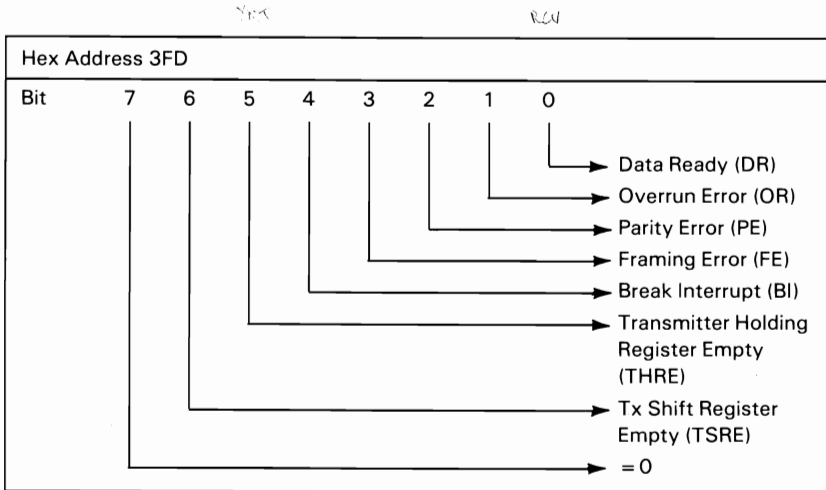 XMT RCV
Hex Address 3FD
Bit 7 6 5 4 3 2 1 0
Data Ready (DR)
Overrun Error (OR)
Parity Error (PE)
Framing Error (FE)
Break Interrupt (BI)
Transmitter Holding
Register Empty
(THRE)
Tx Shift Register
Empty (TSRE)
= 0